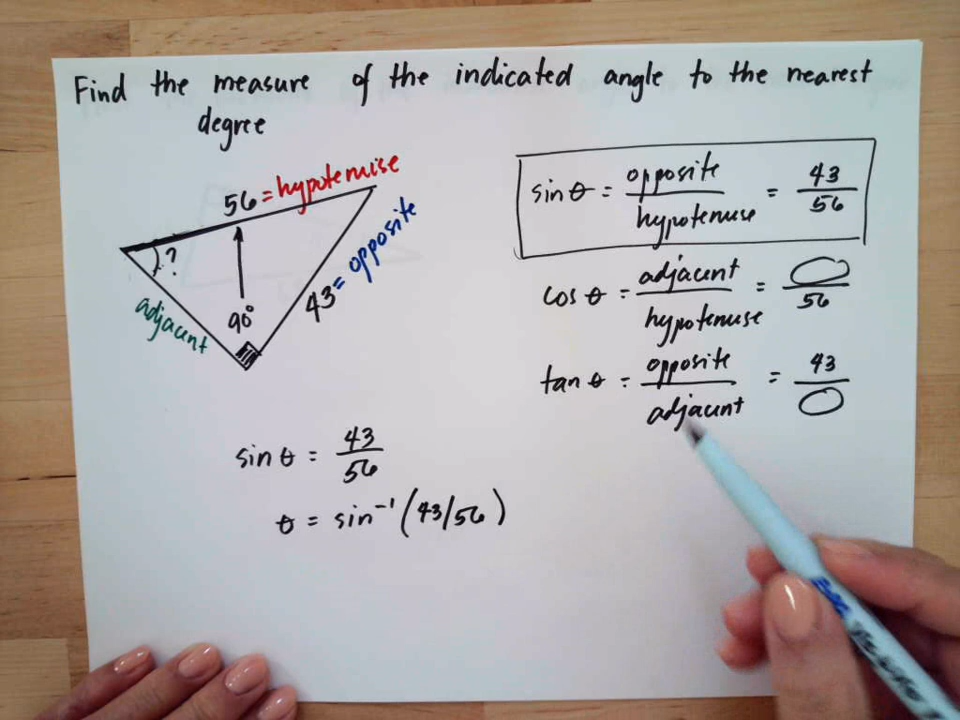 Find the measure of the indicated angle to the nearest
degree
56 = hypotenuse
?
43 = opposite
adjacent
90°
sin θ = opposite / hypotenuse = 43 / 56
cos θ = adjacent / hypotenuse = / 56
tan θ = opposite / adjacent = 43 /
sin θ = 43 / 56
θ = sin⁻¹ (43/56)